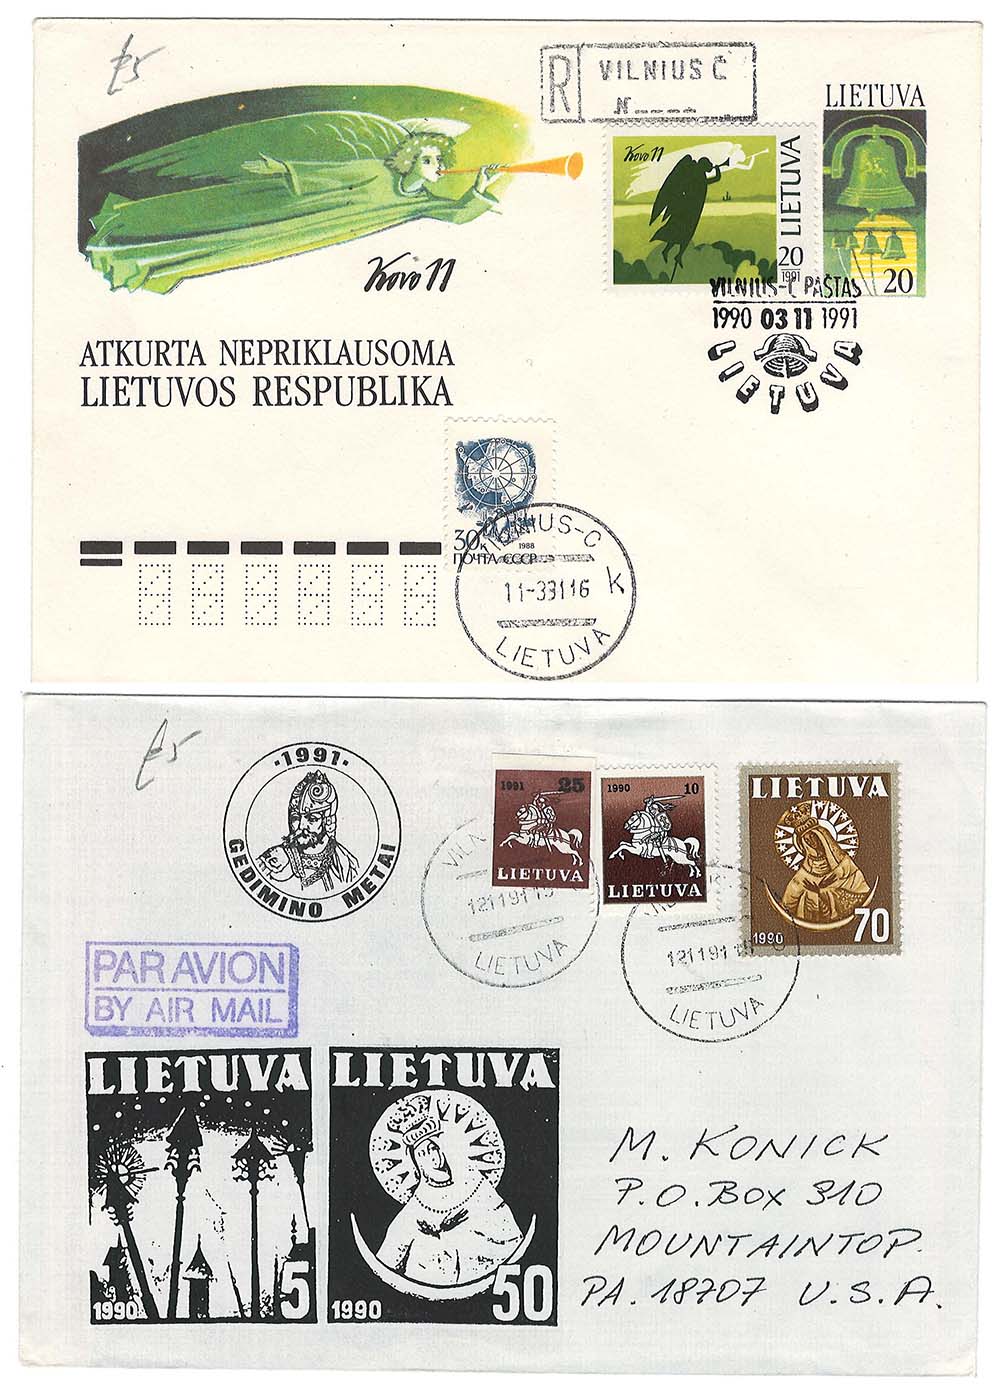 £5
R VILNIUS Č
N
LIETUVA
20
Kovo 11
LIETUVA
20
1991
Kovo 11
VILNIUS-C PAŠTAS
1990 03 11 1991
LIETUVA
ATKURTA NEPRIKLAUSOMA
LIETUVOS RESPUBLIKA
30к
1988
ПОЧТА СССР
VILNIUS-C
11-39116 k
LIETUVA
£5
·1991·
GEDIMINO METAI
1991 25
LIETUVA
1990 10
LIETUVA
LIETUVA
1990 70
LIETUVA
121191
LIETUVA
PAR AVION
BY AIR MAIL
LIETUVA
1990 5
LIETUVA
1990 50
M. KONICK
P.O. BOX 310
MOUNTAINTOP.
PA. 18707 U.S.A.